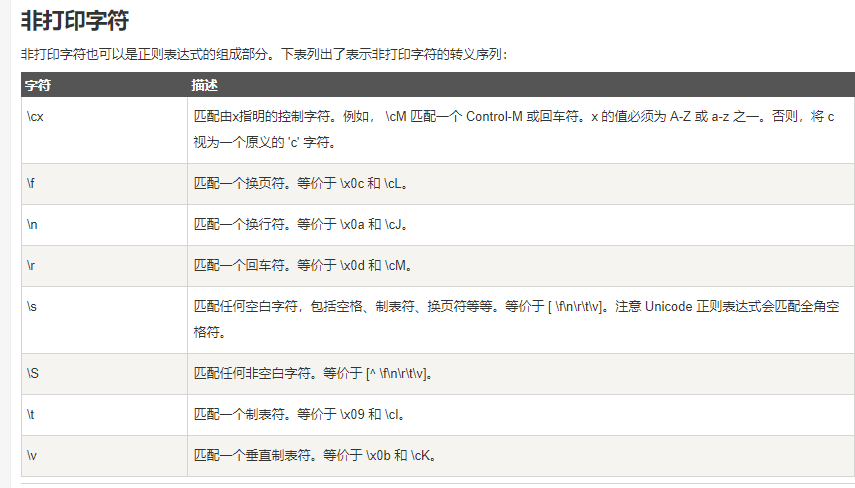 非打印字符
非打印字符也可以是正则表达式的组成部分。下表列出了表示非打印字符的转义序列：
字符 描述
\cx 匹配由x指明的控制字符。例如， \cM 匹配一个 Control-M 或回车符。x 的值必须为 A-Z 或 a-z 之一。否则，将 c
视为一个原义的 'c' 字符。
\f 匹配一个换页符。等价于 \x0c 和 \cL。
\n 匹配一个换行符。等价于 \x0a 和 \cJ。
\r 匹配一个回车符。等价于 \x0d 和 \cM。
\s 匹配任何空白字符，包括空格、制表符、换页符等等。等价于 [ \f\n\r\t\v]。注意 Unicode 正则表达式会匹配全角空
格符。
\S 匹配任何非空白字符。等价于 [^ \f\n\r\t\v]。
\t 匹配一个制表符。等价于 \x09 和 \cI。
\v 匹配一个垂直制表符。等价于 \x0b 和 \cK。